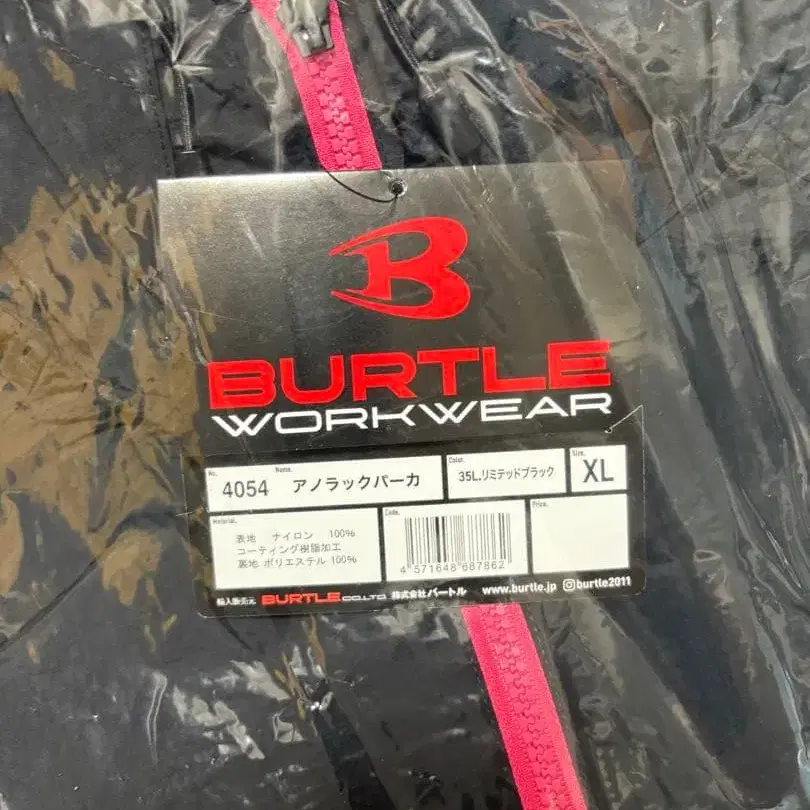 BURTLE
WORKWEAR
No. 4054 Name. アノラックパーカ Color. 35L.リミテッドブラック Size. XL
Material. Code. Price.
表地 ナイロン 100%
コーティング樹脂加工
裏地 ポリエステル 100%
4 571648 667862
輸入販売元 BURTLE CO.,LTD. 株式会社バートル www.burtle.jp burtle2011